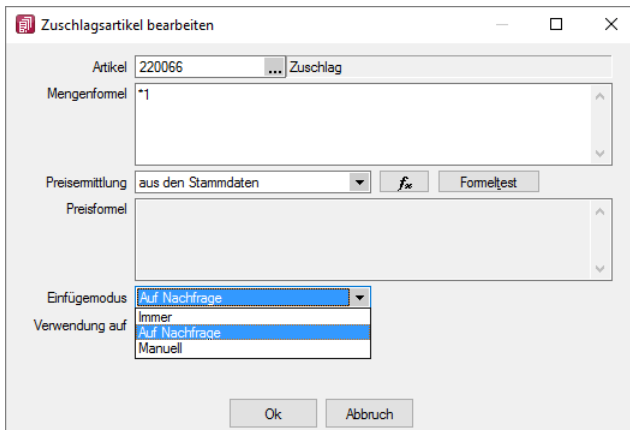 Zuschlagsartikel bearbeiten
Artikel 220066 ... Zuschlag
Mengenformel *1
Preisermittlung aus den Stammdaten fx Formeltest
Preisformel
Einfügemodus Auf Nachfrage
Immer
Verwendung auf Auf Nachfrage
Manuell
Ok Abbruch